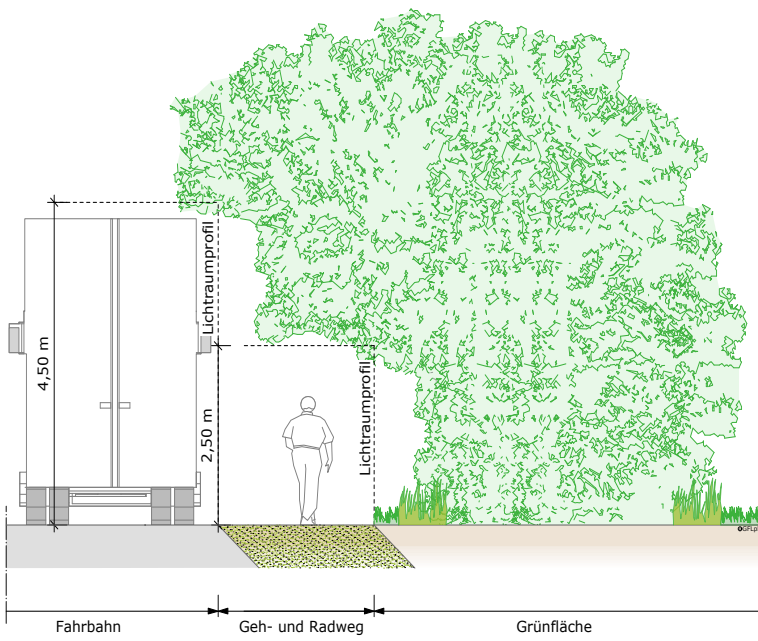 4,50 m
Lichtraumprofil
2,50 m
Lichtraumprofil
Fahrbahn
Geh- und Radweg
Grünfläche